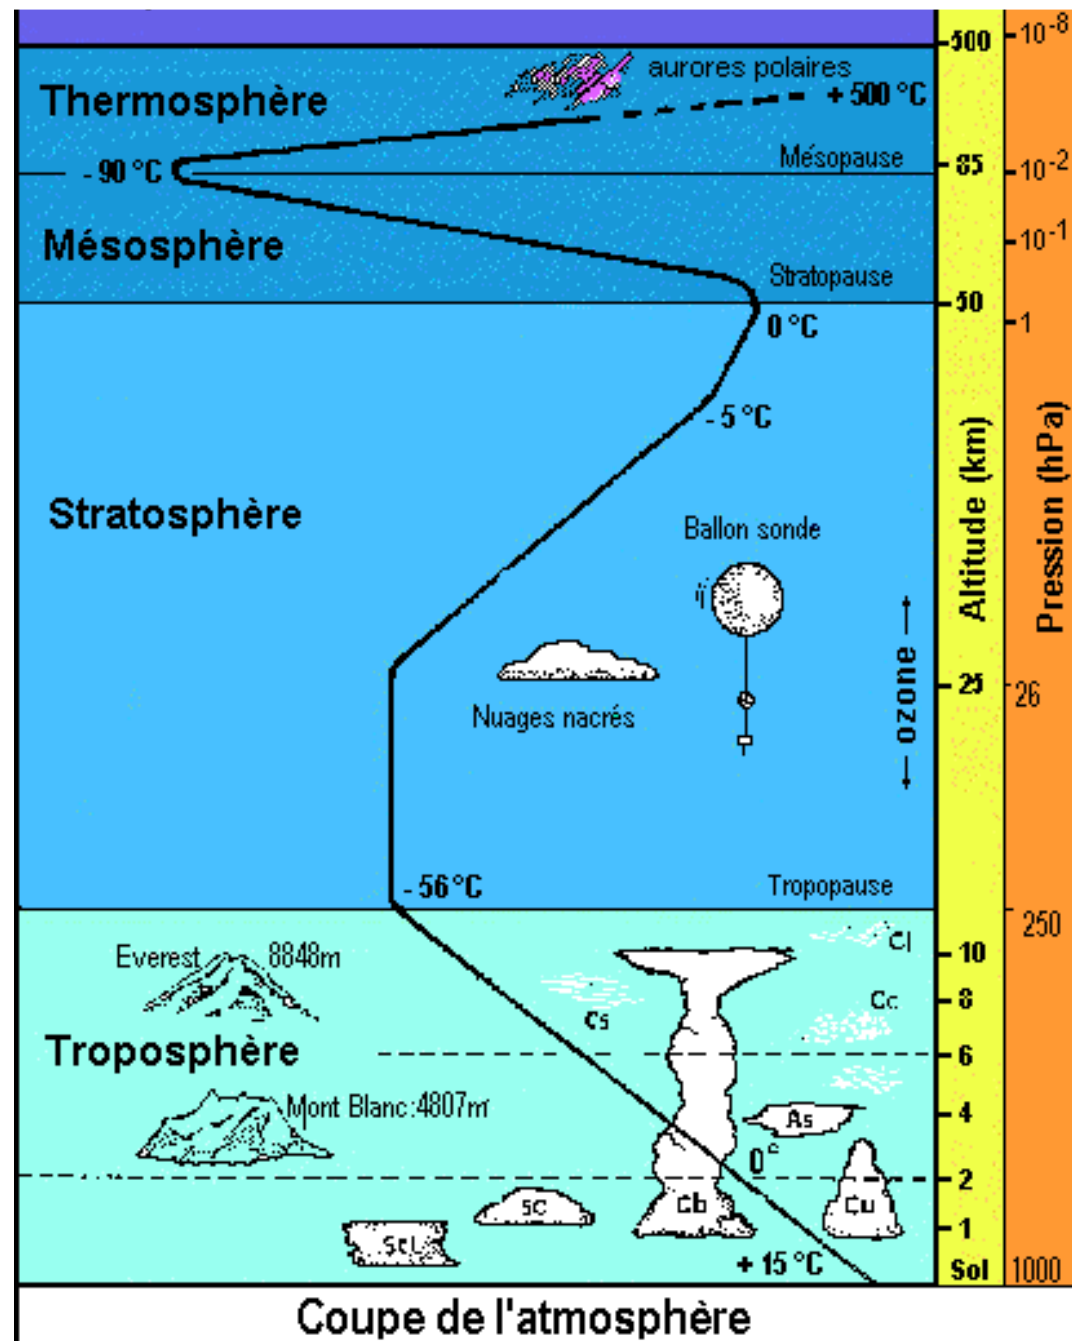 500
10-8
aurores polaires
Thermosphère
+ 500 °C
Mésopause
- 90 °C
85
10-2
Mésosphère
10-1
Stratopause
50
0 °C
1
- 5 °C
Stratosphère
Ballon sonde
Altitude (km)
Pression (hPa)
ozone
25
26
Nuages nacrés
- 56 °C
Tropopause
250
Everest 8848m
10
Cs
8
Cc
Troposphère
6
Mont Blanc:4807m
4
As
0°
2
Sc
Cb
Cu
1
+ 15 °C
Sol
1000
Coupe de l'atmosphère